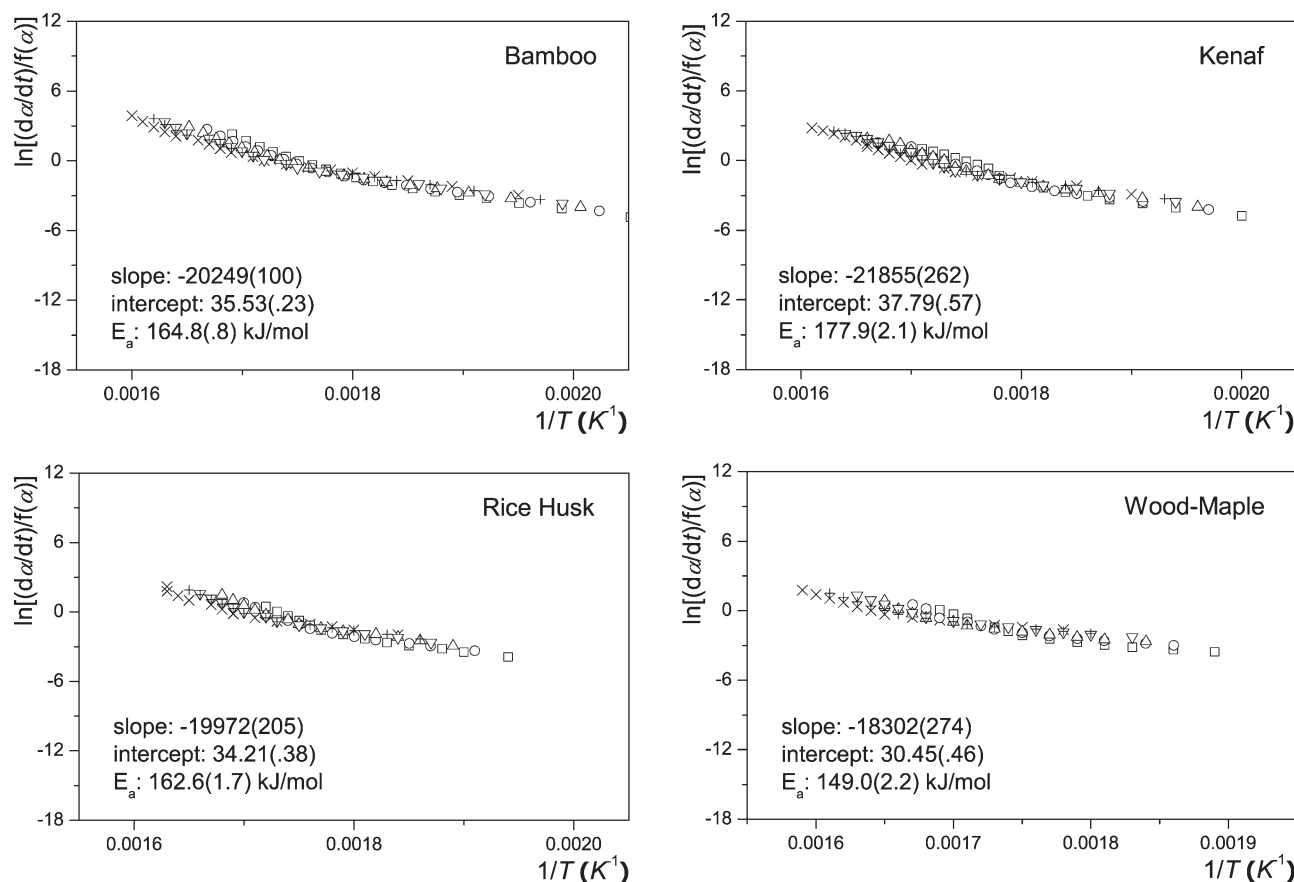 ln[(dα/dt)/f(α)]
12
6
0
-6
-12
-18
Bamboo
slope: -20249(100)
intercept: 35.53(.23)
Ea: 164.8(.8) kJ/mol
0.0016
0.0018
0.0020
1/T (K-1)
ln[(dα/dt)/f(α)]
12
6
0
-6
-12
-18
Kenaf
slope: -21855(262)
intercept: 37.79(.57)
Ea: 177.9(2.1) kJ/mol
0.0016
0.0018
0.0020
1/T (K-1)
ln[(dα/dt)/f(α)]
12
6
0
-6
-12
-18
Rice Husk
slope: -19972(205)
intercept: 34.21(.38)
Ea: 162.6(1.7) kJ/mol
0.0016
0.0018
0.0020
1/T (K-1)
ln[(dα/dt)/f(α)]
12
6
0
-6
-12
-18
Wood-Maple
slope: -18302(274)
intercept: 30.45(.46)
Ea: 149.0(2.2) kJ/mol
0.0016
0.0017
0.0018
0.0019
1/T (K-1)